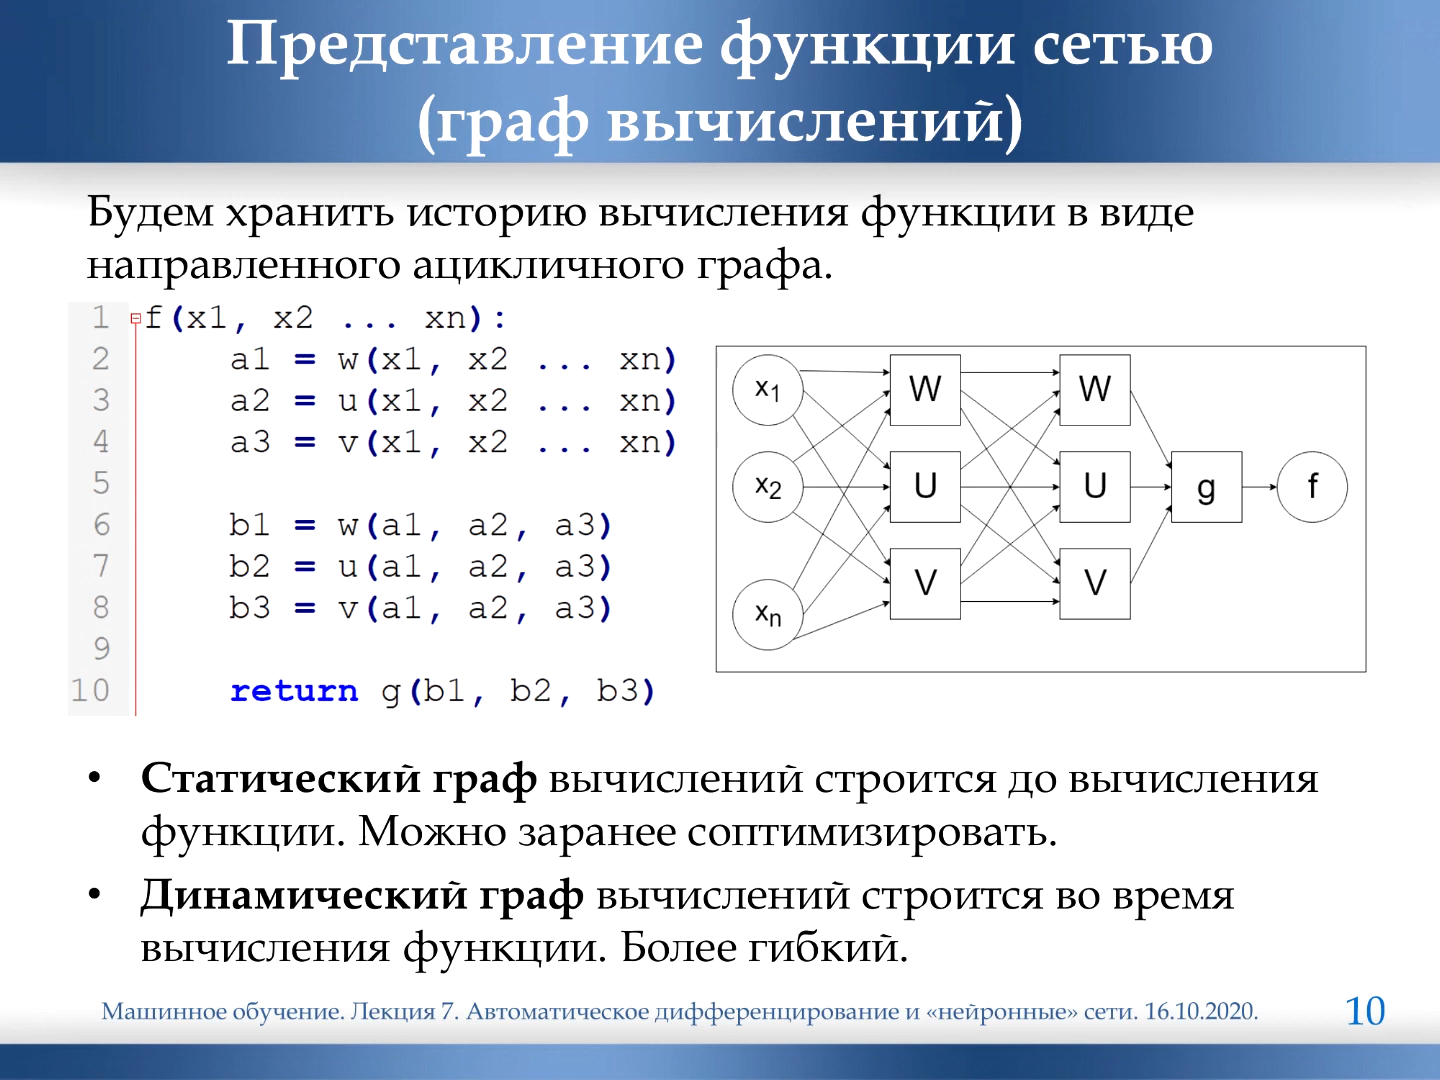 Представление функции сетью
(граф вычислений)
Будем хранить историю вычисления функции в виде
направленного ацикличного графа.
1 f(x1, x2 ... xn):
2 a1 = w(x1, x2 ... xn)
3 a2 = u(x1, x2 ... xn)
4 a3 = v(x1, x2 ... xn)
5
6 b1 = w(a1, a2, a3)
7 b2 = u(a1, a2, a3)
8 b3 = v(a1, a2, a3)
9
10 return g(b1, b2, b3)
x1 W W
x2 U U g f
xn V V
• Статический граф вычислений строится до вычисления
функции. Можно заранее соптимизировать.
• Динамический граф вычислений строится во время
вычисления функции. Более гибкий.
Машинное обучение. Лекция 7. Автоматическое дифференцирование и «нейронные» сети. 16.10.2020. 10